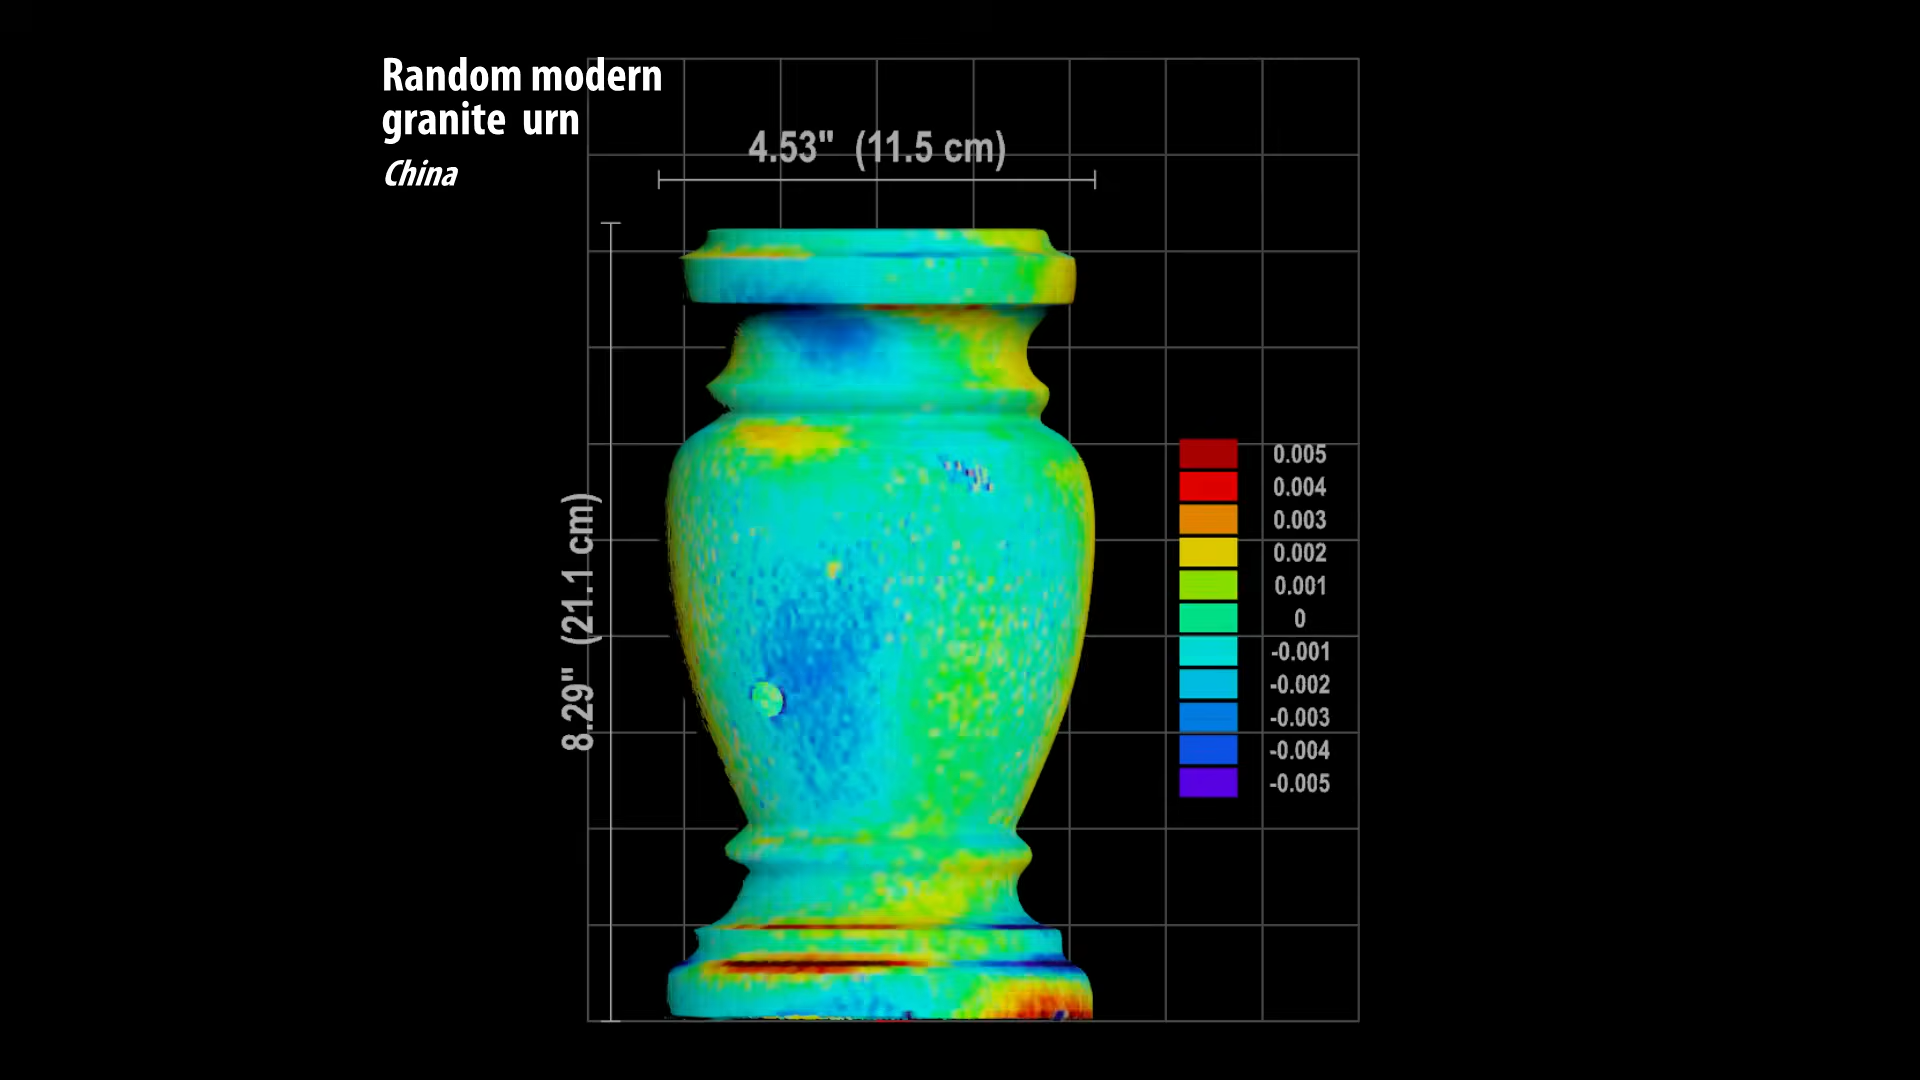 Random modern
granite urn
China
4.53" (11.5 cm)
8.29" (21.1 cm)
0.005
0.004
0.003
0.002
0.001
0
-0.001
-0.002
-0.003
-0.004
-0.005